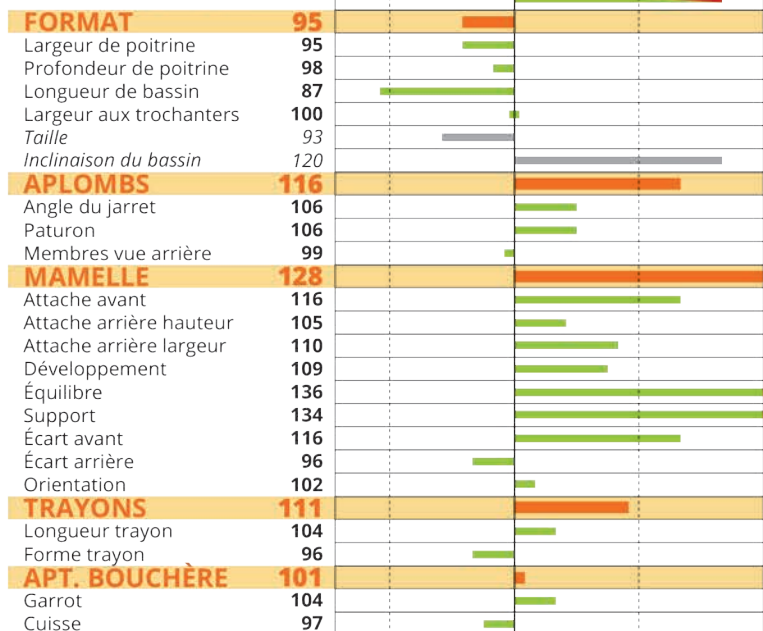 FORMAT 95
Largeur de poitrine 95
Profondeur de poitrine 98
Longueur de bassin 87
Largeur aux trochanters 100
Taille 93
Inclinaison du bassin 120
APLOMBS 116
Angle du jarret 106
Paturon 106
Membres vue arrière 99
MAMELLE 128
Attache avant 116
Attache arrière hauteur 105
Attache arrière largeur 110
Développement 109
Équilibre 136
Support 134
Écart avant 116
Écart arrière 96
Orientation 102
TRAYONS 111
Longueur trayon 104
Forme trayon 96
APT. BOUCHÈRE 101
Garrot 104
Cuisse 97